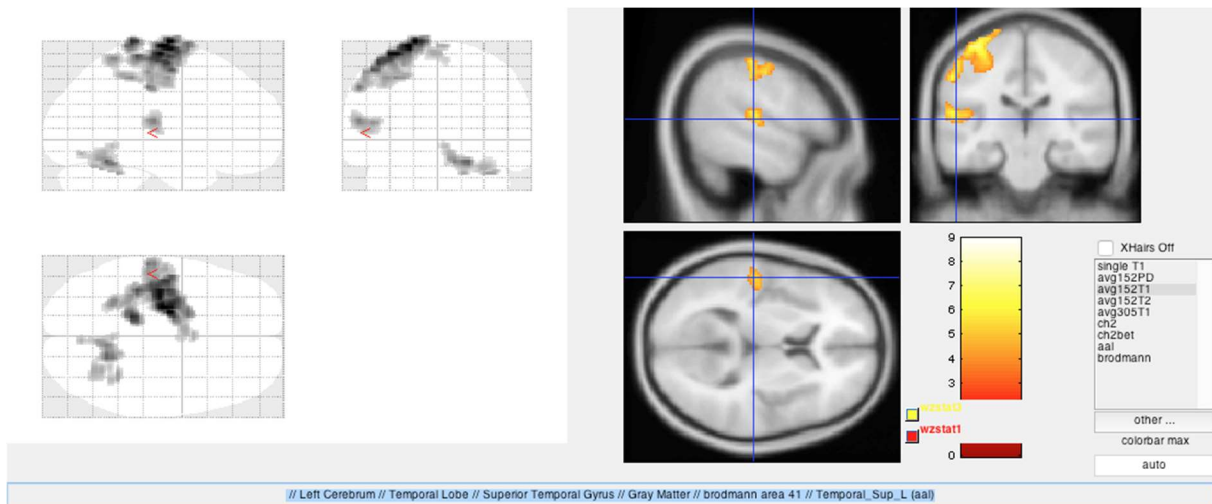 9
8
7
6
5
4
3
0
wzstat2
wzstat1
XHairs Off
single T1
avg152PD
avg152T1
avg152T2
avg305T1
ch2
ch2bet
aal
brodmann
other ...
colorbar max
auto
// Left Cerebrum // Temporal Lobe // Superior Temporal Gyrus // Gray Matter // brodmann area 41 // Temporal_Sup_L (aal)